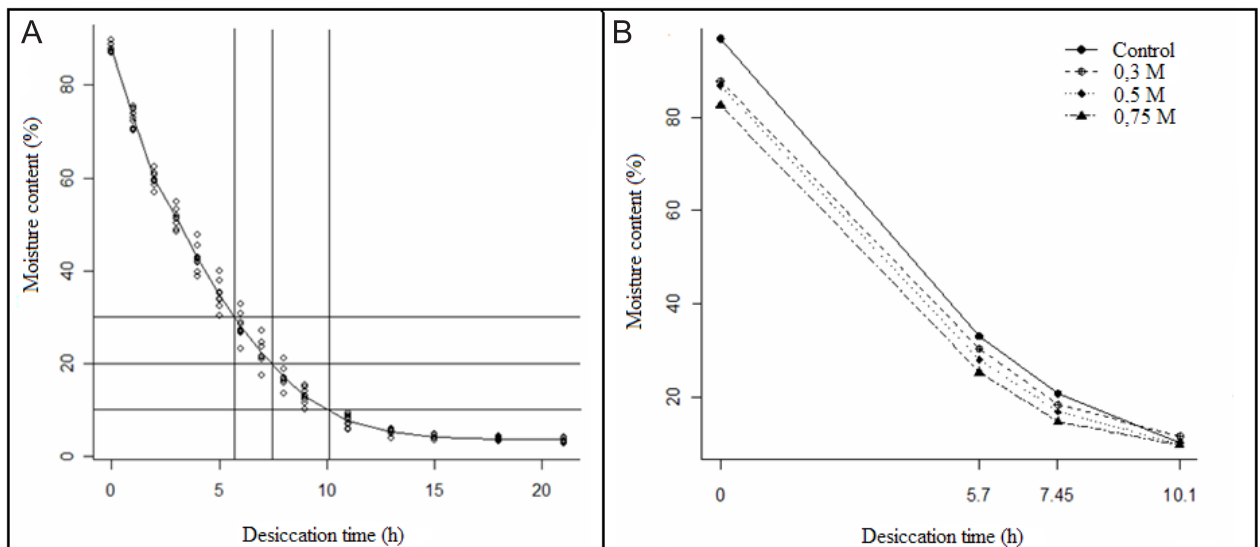 A
Moisture content (%)
80
60
40
20
0
0 5 10 15 20
Desiccation time (h)
B
Control
0,3 M
0.5 M
0,75 M
Moisture content (%)
80
60
40
20
0 5.7 7.45 10.1
Desiccation time (h)